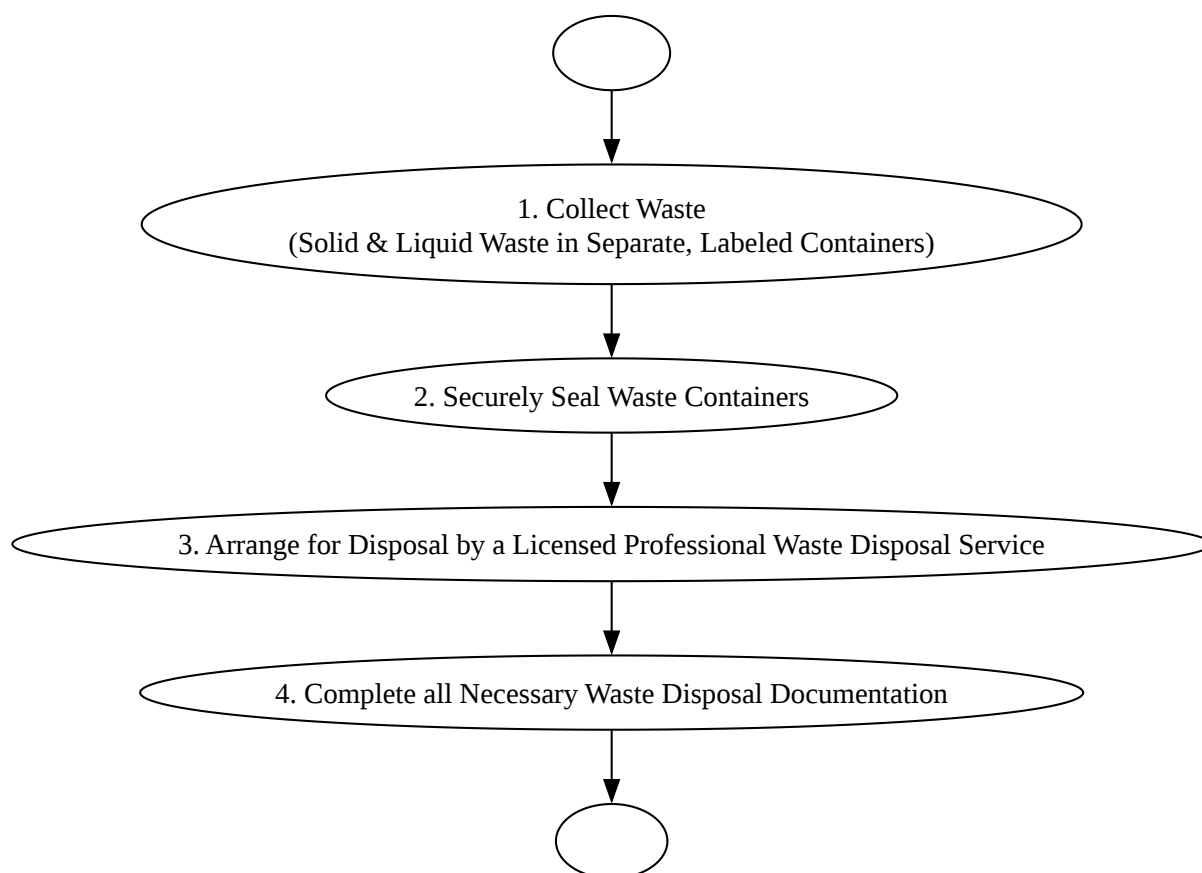 1. Collect Waste
(Solid & Liquid Waste in Separate, Labeled Containers)
2. Securely Seal Waste Containers
3. Arrange for Disposal by a Licensed Professional Waste Disposal Service
4. Complete all Necessary Waste Disposal Documentation